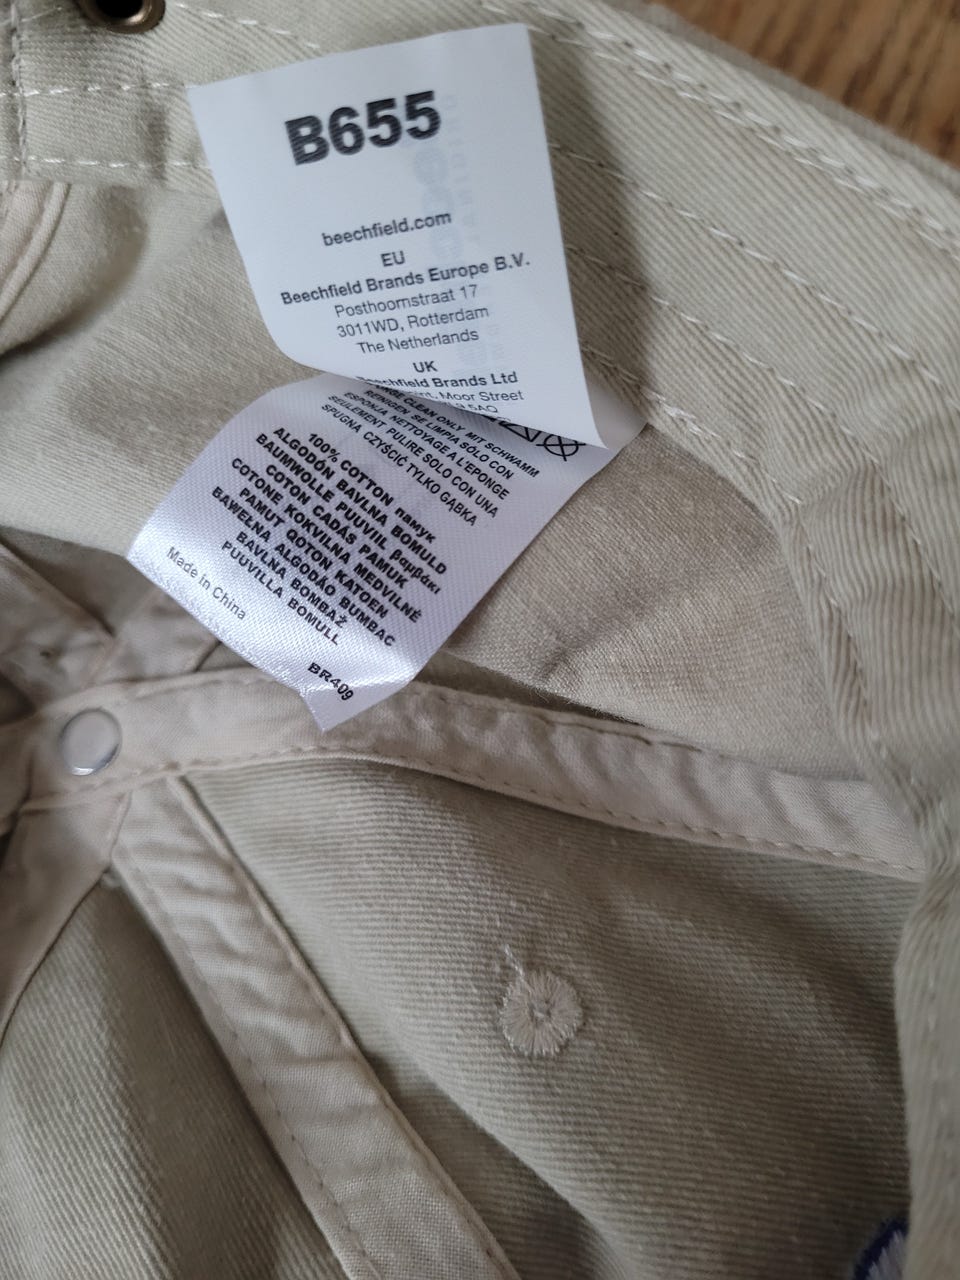 B655
beechfield.com
EU
Beechfield Brands Europe B.V.
Posthoornstraat 17
3011WD, Rotterdam
The Netherlands
UK
Beechfield Brands Ltd
Moor Street
5AQ
CLEAN ONLY MIT SCHWAMM
REINIGEN SE LIMPIA SÓLO CON
ESPONJA NETTOYAGE A L'EPONGE
SEULEMENT PULIRE SOLO CON UNA
SPUGNA CZYŚCIĆ TYLKO GĄBKĄ
100% COTTON памук
ALGODÓN BAVLNA BOMULD
BAUMWOLLE PUUVIIL βαμβάκι
COTON CADÁS PAMUK
COTONE KOKVILNA MEDVILNĖ
PAMUT QOTON KATOEN
BAWEŁNA ALGODÃO BUMBAC
BAVLNA BOMBAŽ
PUUVILLA BOMULL
Made in China
BR409